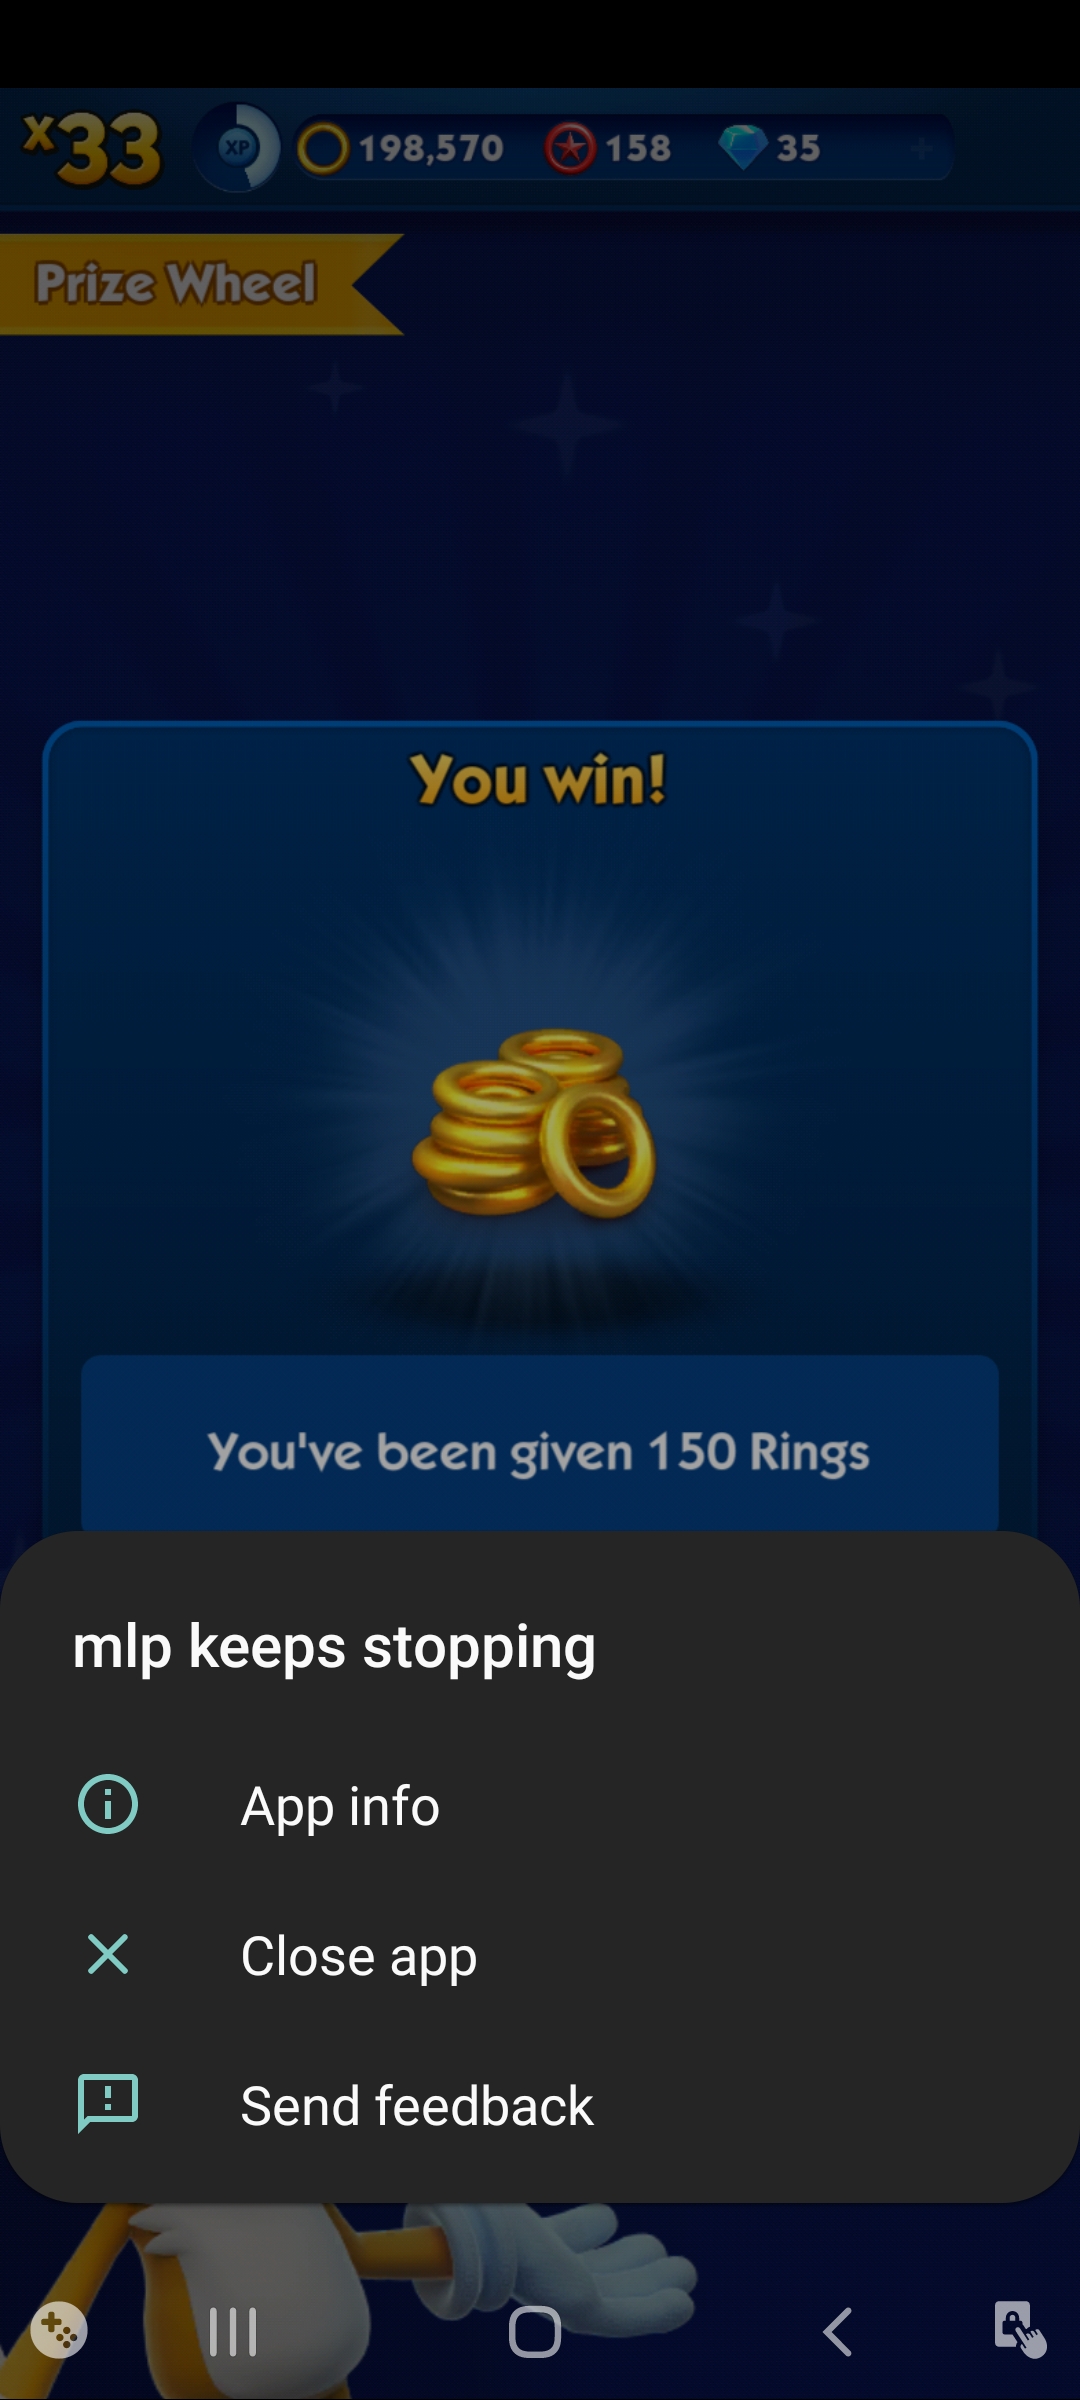 x33 XP 198,570 158 35 +
Prize Wheel
You win!
You've been given 150 Rings
mlp keeps stopping
App info
Close app
Send feedback